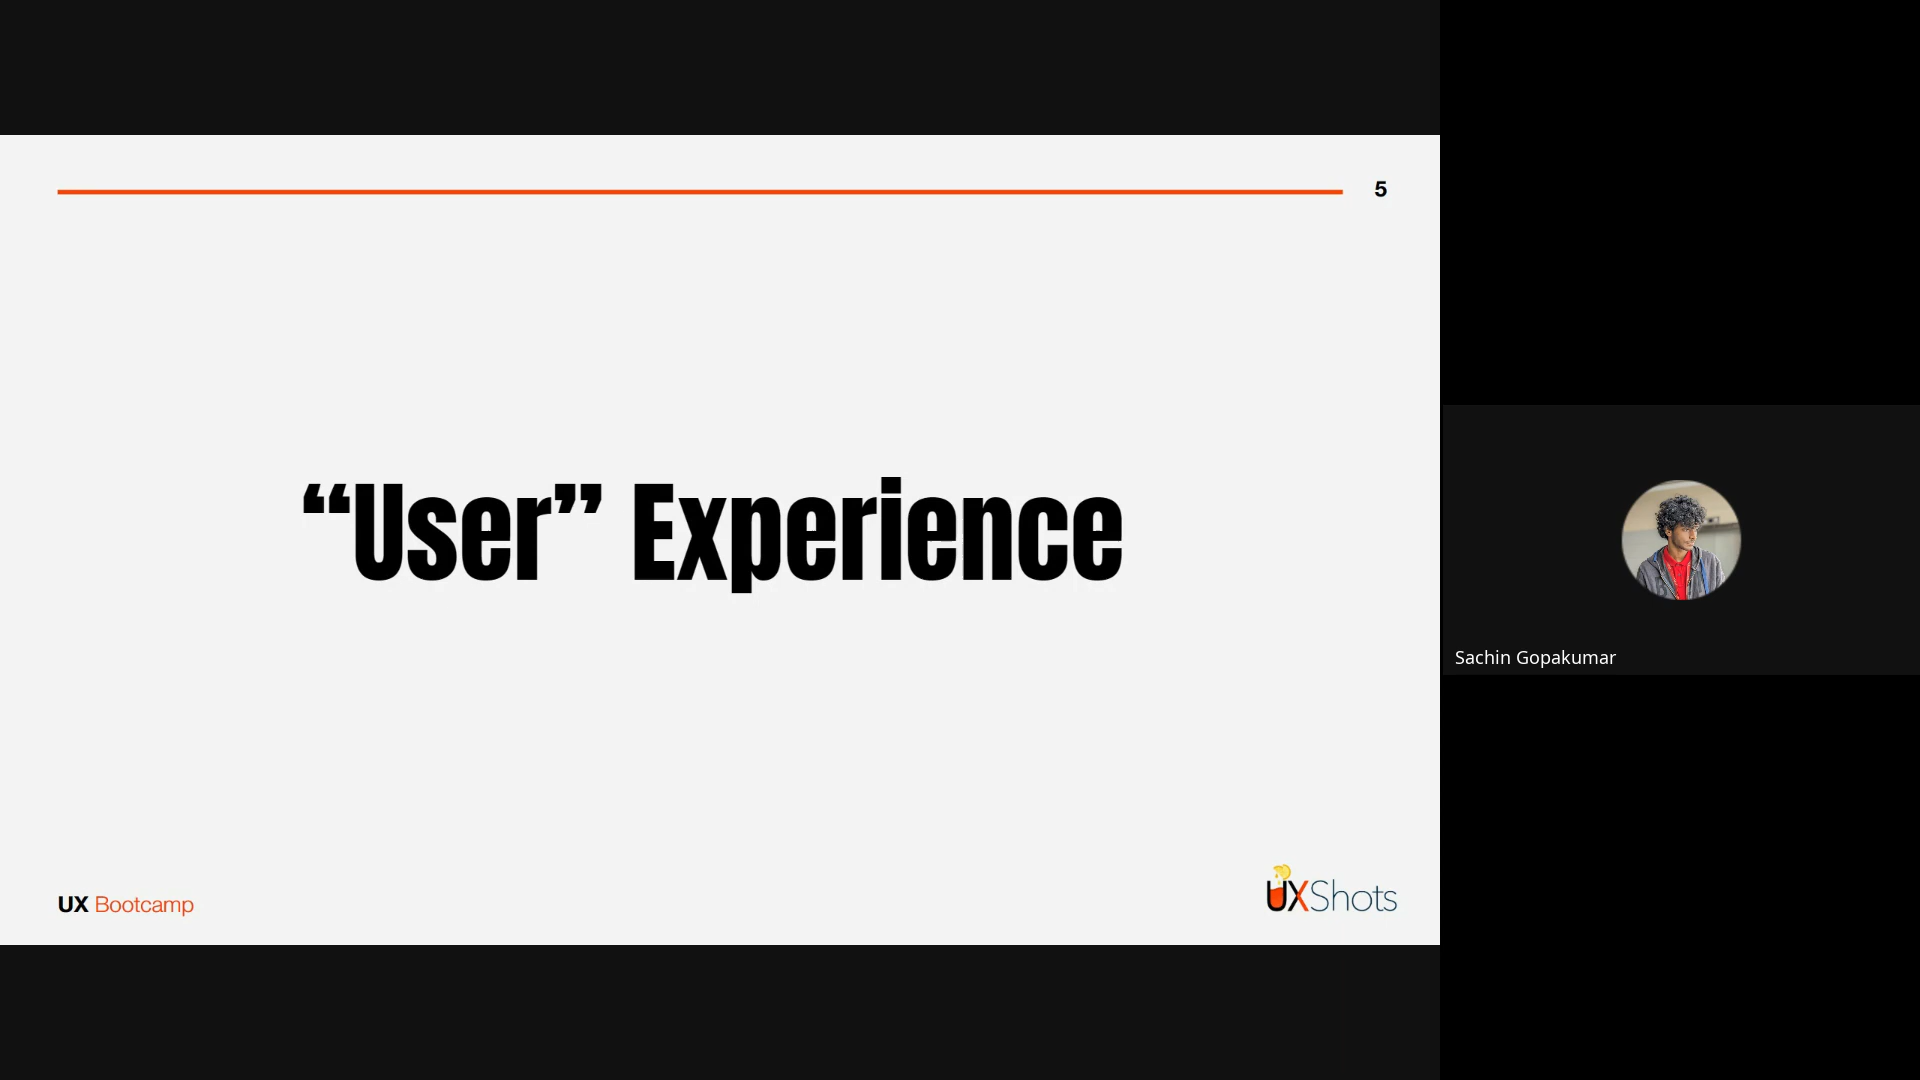 5
“User” Experience
UX Bootcamp
UXShots
Sachin Gopakumar